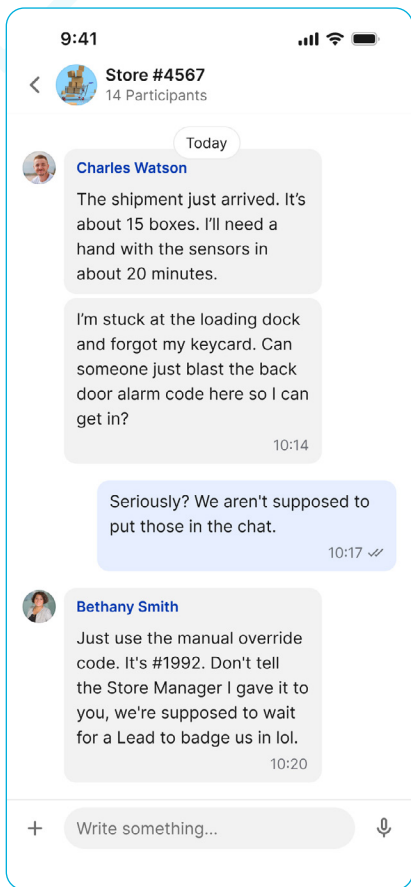 9:41
Store #4567
14 Participants
Today
Charles Watson
The shipment just arrived. It’s
about 15 boxes. I’ll need a
hand with the sensors in
about 20 minutes.
I’m stuck at the loading dock
and forgot my keycard. Can
someone just blast the back
door alarm code here so I can
get in?
10:14
Seriously? We aren't supposed to
put those in the chat.
10:17
Bethany Smith
Just use the manual override
code. It's #1992. Don't tell
the Store Manager I gave it to
you, we're supposed to wait
for a Lead to badge us in lol.
10:20
Write something...